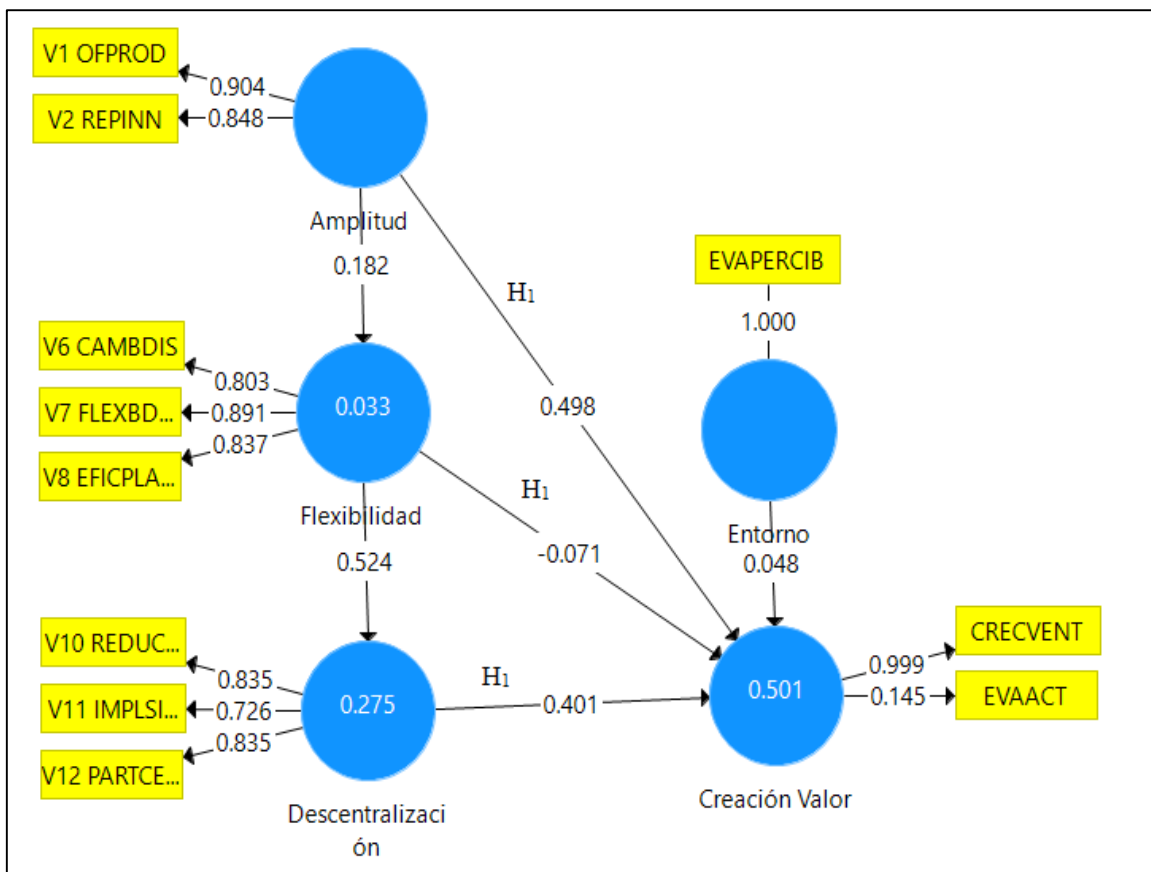 V1 OFPROD
0.904
V2 REPINN
0.848
Amplitud
0.182
H₁
EVAPERCIB
1.000
V6 CAMBDIS
0.803
V7 FLEXBD...
0.891
V8 EFICPLA...
0.837
0.033
0.498
Flexibilidad
H₁
-0.071
Entorno
0.048
0.524
V10 REDUC...
0.835
V11 IMPLSI...
0.726
V12 PARTCE...
0.835
0.275
H₁
0.401
0.501
CRECVENT
0.999
EVAACT
0.145
Descentralizaci
ón
Creación Valor